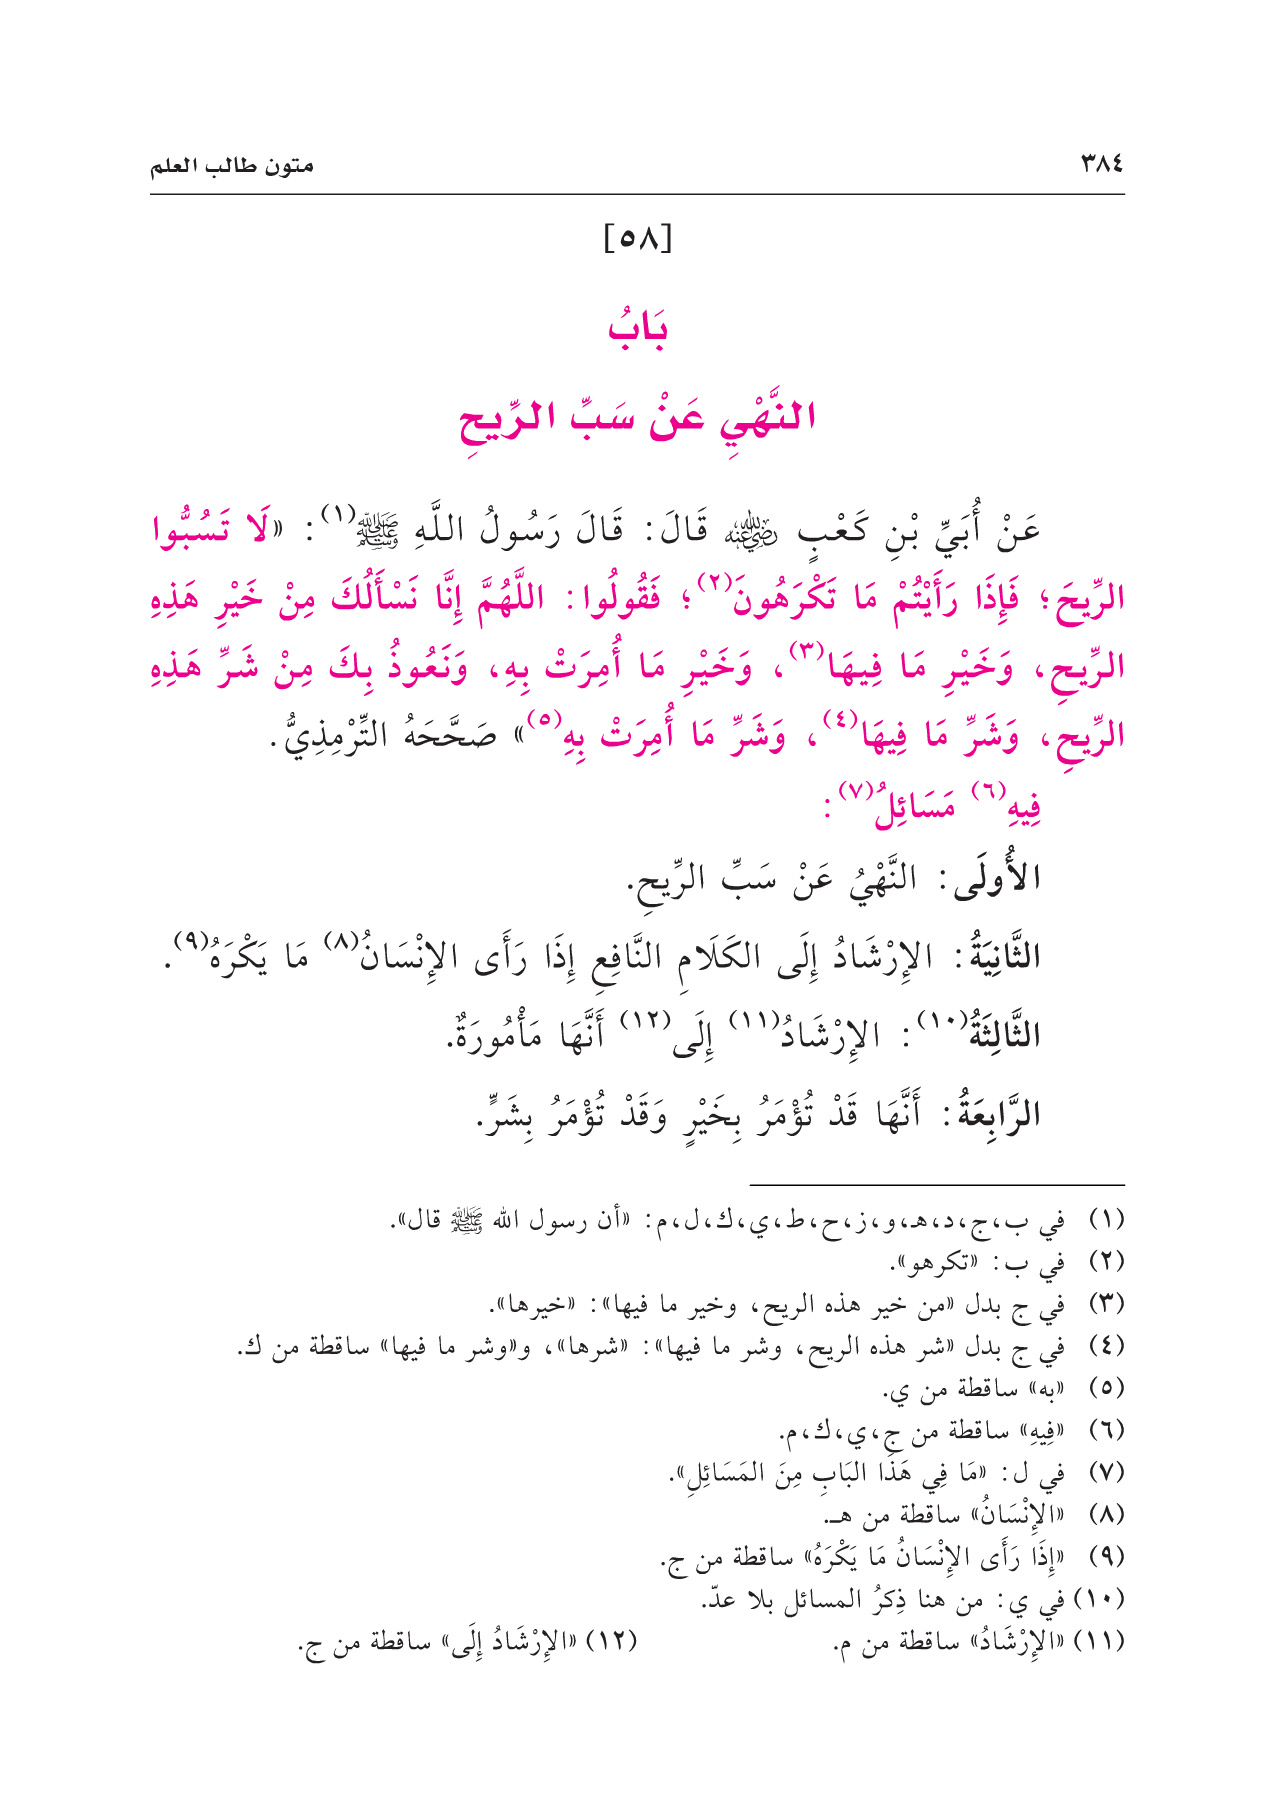 ٣٨٤
متون طالب العلم
[٥٨]
بَابُ
النَّهْيِ عَنْ سَبِّ الرِّيحِ
عَنْ أُبَيِّ بْنِ كَعْبٍ رضي الله عنه قَالَ: قَالَ رَسُولُ اللَّهِ ﷺ(١): «لَا تَسُبُّوا
الرِّيحَ؛ فَإِذَا رَأَيْتُمْ مَا تَكْرَهُونَ(٢)؛ فَقُولُوا: اللَّهُمَّ إِنَّا نَسْأَلُكَ مِنْ خَيْرِ هَذِهِ
الرِّيحِ، وَخَيْرِ مَا فِيهَا(٣)، وَخَيْرِ مَا أُمِرَتْ بِهِ، وَنَعُوذُ بِكَ مِنْ شَرِّ هَذِهِ
الرِّيحِ، وَشَرِّ مَا فِيهَا(٤)، وَشَرِّ مَا أُمِرَتْ بِهِ(٥)» صَحَّحَهُ التِّرْمِذِيُّ.
فِيهِ(٦) مَسَائِلُ(٧):
الأُولَى: النَّهْيُ عَنْ سَبِّ الرِّيحِ.
الثَّانِيَةُ: الإِرْشَادُ إِلَى الكَلَامِ النَّافِعِ إِذَا رَأَى الإِنْسَانُ(٨) مَا يَكْرَهُ(٩).
الثَّالِثَةُ(١٠): الإِرْشَادُ(١١) إِلَى(١٢) أَنَّهَا مَأْمُورَةٌ.
الرَّابِعَةُ: أَنَّهَا قَدْ تُؤْمَرُ بِخَيْرٍ وَقَدْ تُؤْمَرُ بِشَرٍّ.
(١) في ب،ج،د،هـ،و،ز،ح،ط،ي،ك،ل،م: «أن رسول الله ﷺ قال».
(٢) في ب: «تكرهو».
(٣) في ج بدل «من خير هذه الريح، وخير ما فيها»: «خيرها».
(٤) في ج بدل «شر هذه الريح، وشر ما فيها»: «شرها»، و«وشر ما فيها» ساقطة من ك.
(٥) «به» ساقطة من ي.
(٦) «فِيهِ» ساقطة من ج،ي،ك،م.
(٧) في ل: «مَا فِي هَذَا البَابِ مِنَ المَسَائِلِ».
(٨) «الإِنْسَانُ» ساقطة من هـ.
(٩) «إِذَا رَأَى الإِنْسَانُ مَا يَكْرَهُ» ساقطة من ج.
(١٠) في ي: من هنا ذِكرُ المسائل بلا عدّ.
(١١) «الإِرْشَادُ» ساقطة من م. (١٢) «الإِرْشَادُ إِلَى» ساقطة من ج.